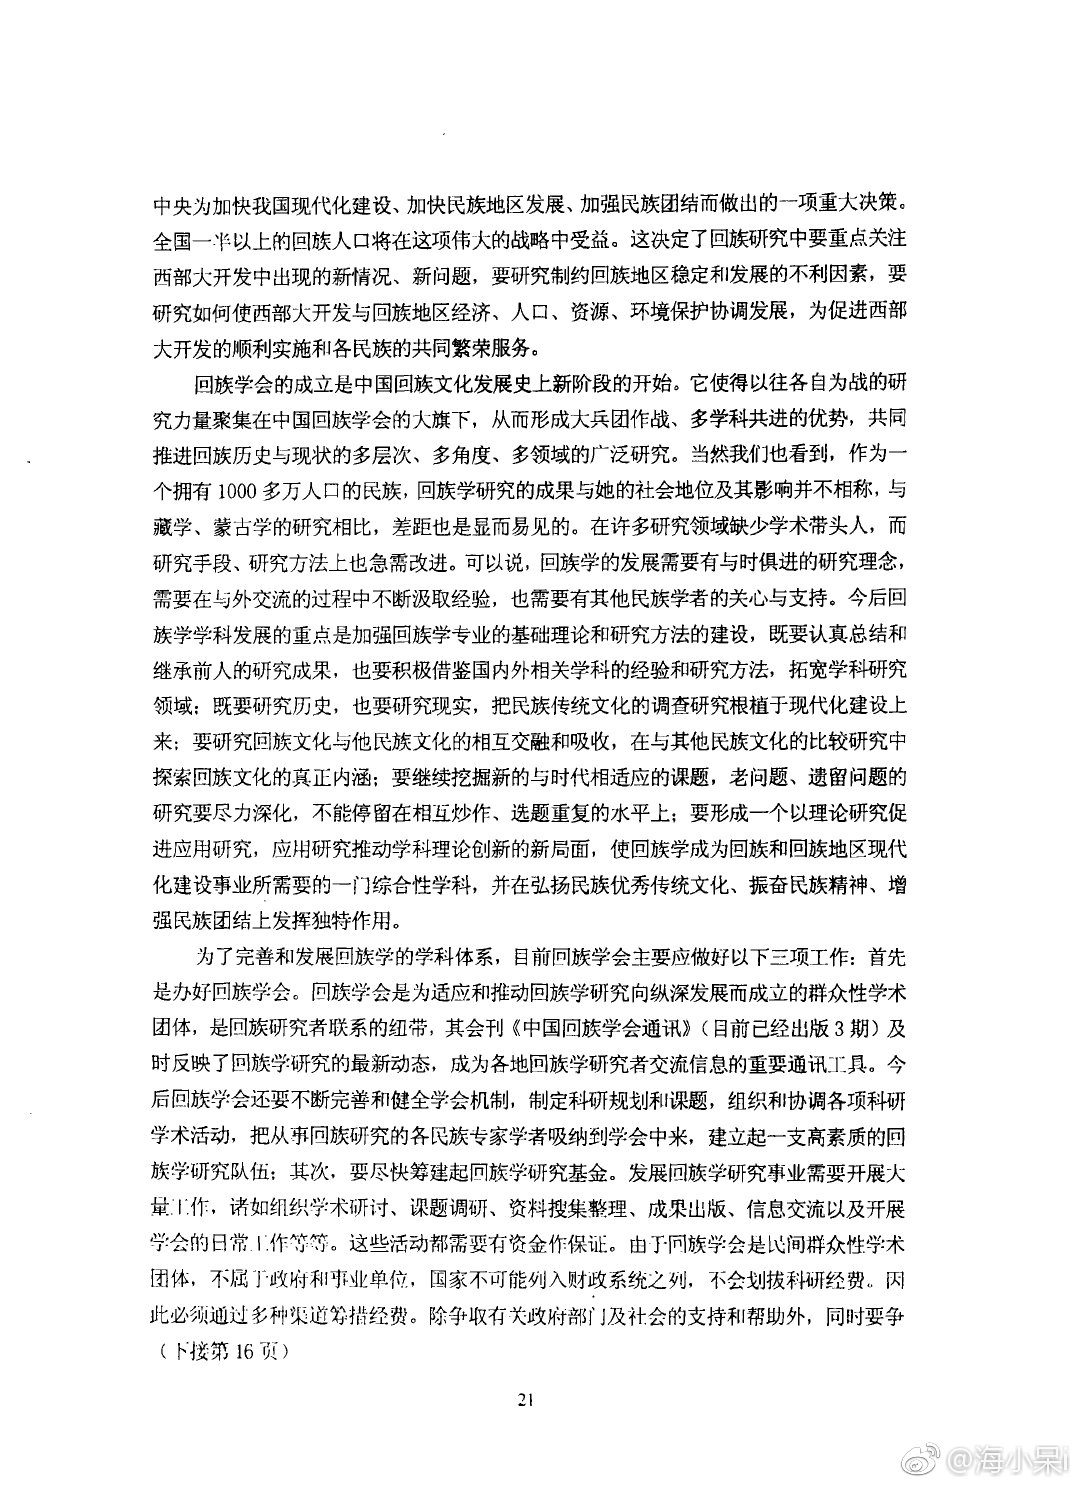 中央为加快我国现代化建设、加快民族地区发展、加强民族团结而做出的一项重大决策。
全国一半以上的回族人口将在这项伟大的战略中受益。这决定了回族研究中要重点关注
西部大开发中出现的新情况、新问题，要研究制约回族地区稳定和发展的不利因素，要
研究如何使西部大开发与回族地区经济、人口、资源、环境保护协调发展，为促进西部
大开发的顺利实施和各民族的共同繁荣服务。
回族学会的成立是中国回族文化发展史上新阶段的开始。它使得以往各自为战的研
究力量聚集在中国回族学会的大旗下，从而形成大兵团作战、多学科共进的优势，共同
推进回族历史与现状的多层次、多角度、多领域的广泛研究。当然我们也看到，作为一
个拥有1000多万人口的民族，回族学研究的成果与她的社会地位及其影响并不相称，与
藏学、蒙古学的研究相比，差距也是显而易见的。在许多研究领域缺少学术带头人，而
研究手段、研究方法上也急需改进。可以说，回族学的发展需要有与时俱进的研究理念，
需要在与外交流的过程中不断汲取经验，也需要有其他民族学者的关心与支持。今后回
族学学科发展的重点是加强回族学专业的基础理论和研究方法的建设，既要认真总结和
继承前人的研究成果，也要积极借鉴国内外相关学科的经验和研究方法，拓宽学科研究
领域；既要研究历史，也要研究现实，把民族传统文化的调查研究根植于现代化建设上
来；要研究回族文化与他民族文化的相互交融和吸收，在与其他民族文化的比较研究中
探索回族文化的真正内涵；要继续挖掘新的与时代相适应的课题，老问题、遗留问题的
研究要尽力深化，不能停留在相互炒作、选题重复的水平上；要形成一个以理论研究促
进应用研究，应用研究推动学科理论创新的新局面，使回族学成为回族和回族地区现代
化建设事业所需要的一门综合性学科，并在弘扬民族优秀传统文化、振奋民族精神、增
强民族团结上发挥独特作用。
为了完善和发展回族学的学科体系，目前回族学会主要应做好以下三项工作：首先
是办好回族学会。回族学会是为适应和推动回族学研究向纵深发展而成立的群众性学术
团体，是回族研究者联系的纽带，其会刊《中国回族学会通讯》（目前已经出版3期）及
时反映了回族学研究的最新动态，成为各地回族学研究者交流信息的重要通讯工具。今
后回族学会还要不断完善和健全学会机制，制定科研规划和课题，组织和协调各项科研
学术活动，把从事回族研究的各民族专家学者吸纳到学会中来，建立起一支高素质的回
族学研究队伍；其次，要尽快筹建起回族学研究基金。发展回族学研究事业需要开展大
量工作，诸如组织学术研讨、课题调研、资料搜集整理、成果出版、信息交流以及开展
学会的日常工作等等。这些活动都需要有资金作保证。由于回族学会是民间群众性学术
团体，不属于政府和事业单位，国家不可能列入财政系统之列，不会划拔科研经费。因
此必须通过多种渠道筹措经费。除争取有关政府部门及社会的支持和帮助外，同时要争
（下接第16页）
21
@海小呆i